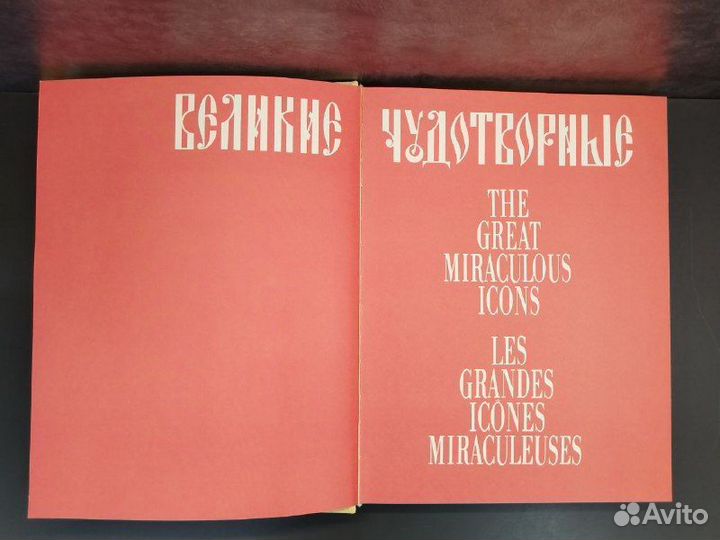 ВЕЛИКИЕ ЧУДОТВОРНЫЕ
THE
GREAT
MIRACULOUS
ICONS
LES
GRANDES
ICÔNES
MIRACULEUSES
Avito